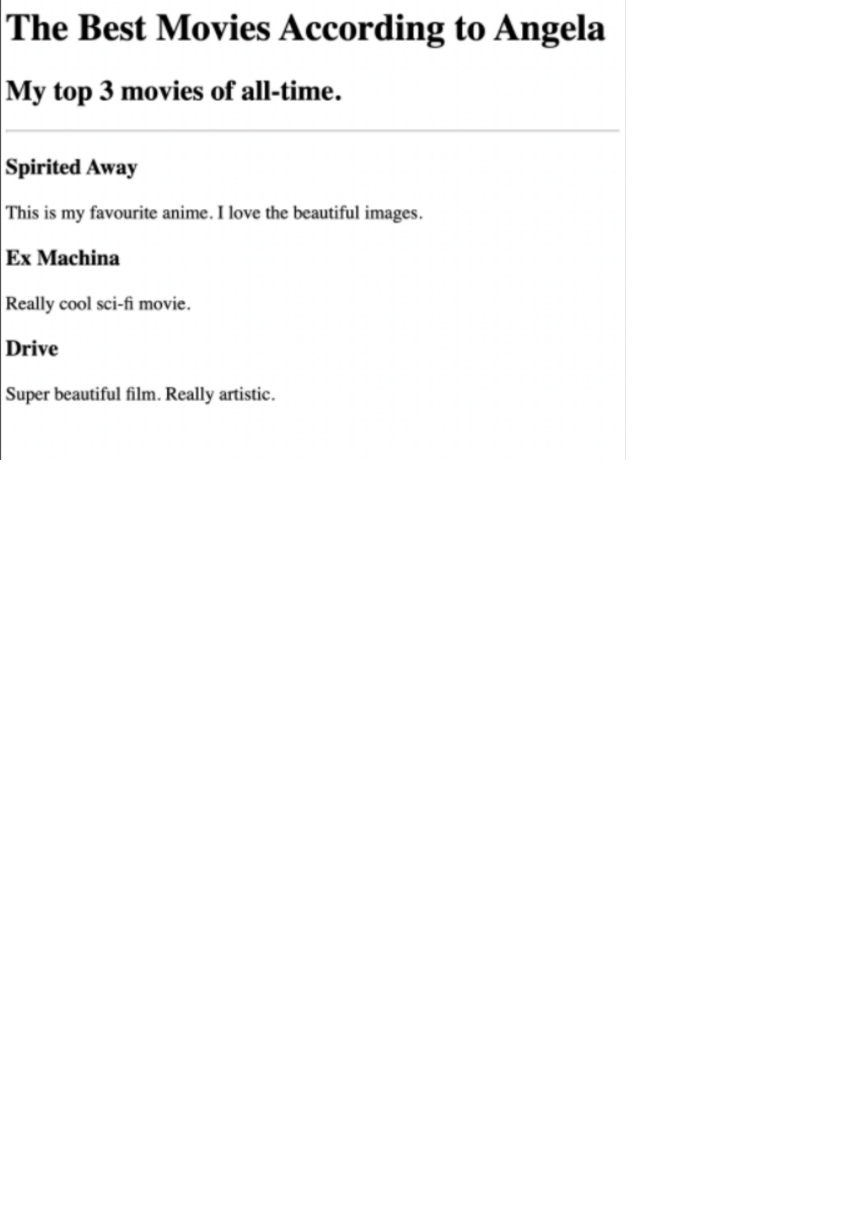 The Best Movies According to Angela
My top 3 movies of all-time.
Spirited Away
This is my favourite anime. I love the beautiful images.
Ex Machina
Really cool sci-fi movie.
Drive
Super beautiful film. Really artistic.